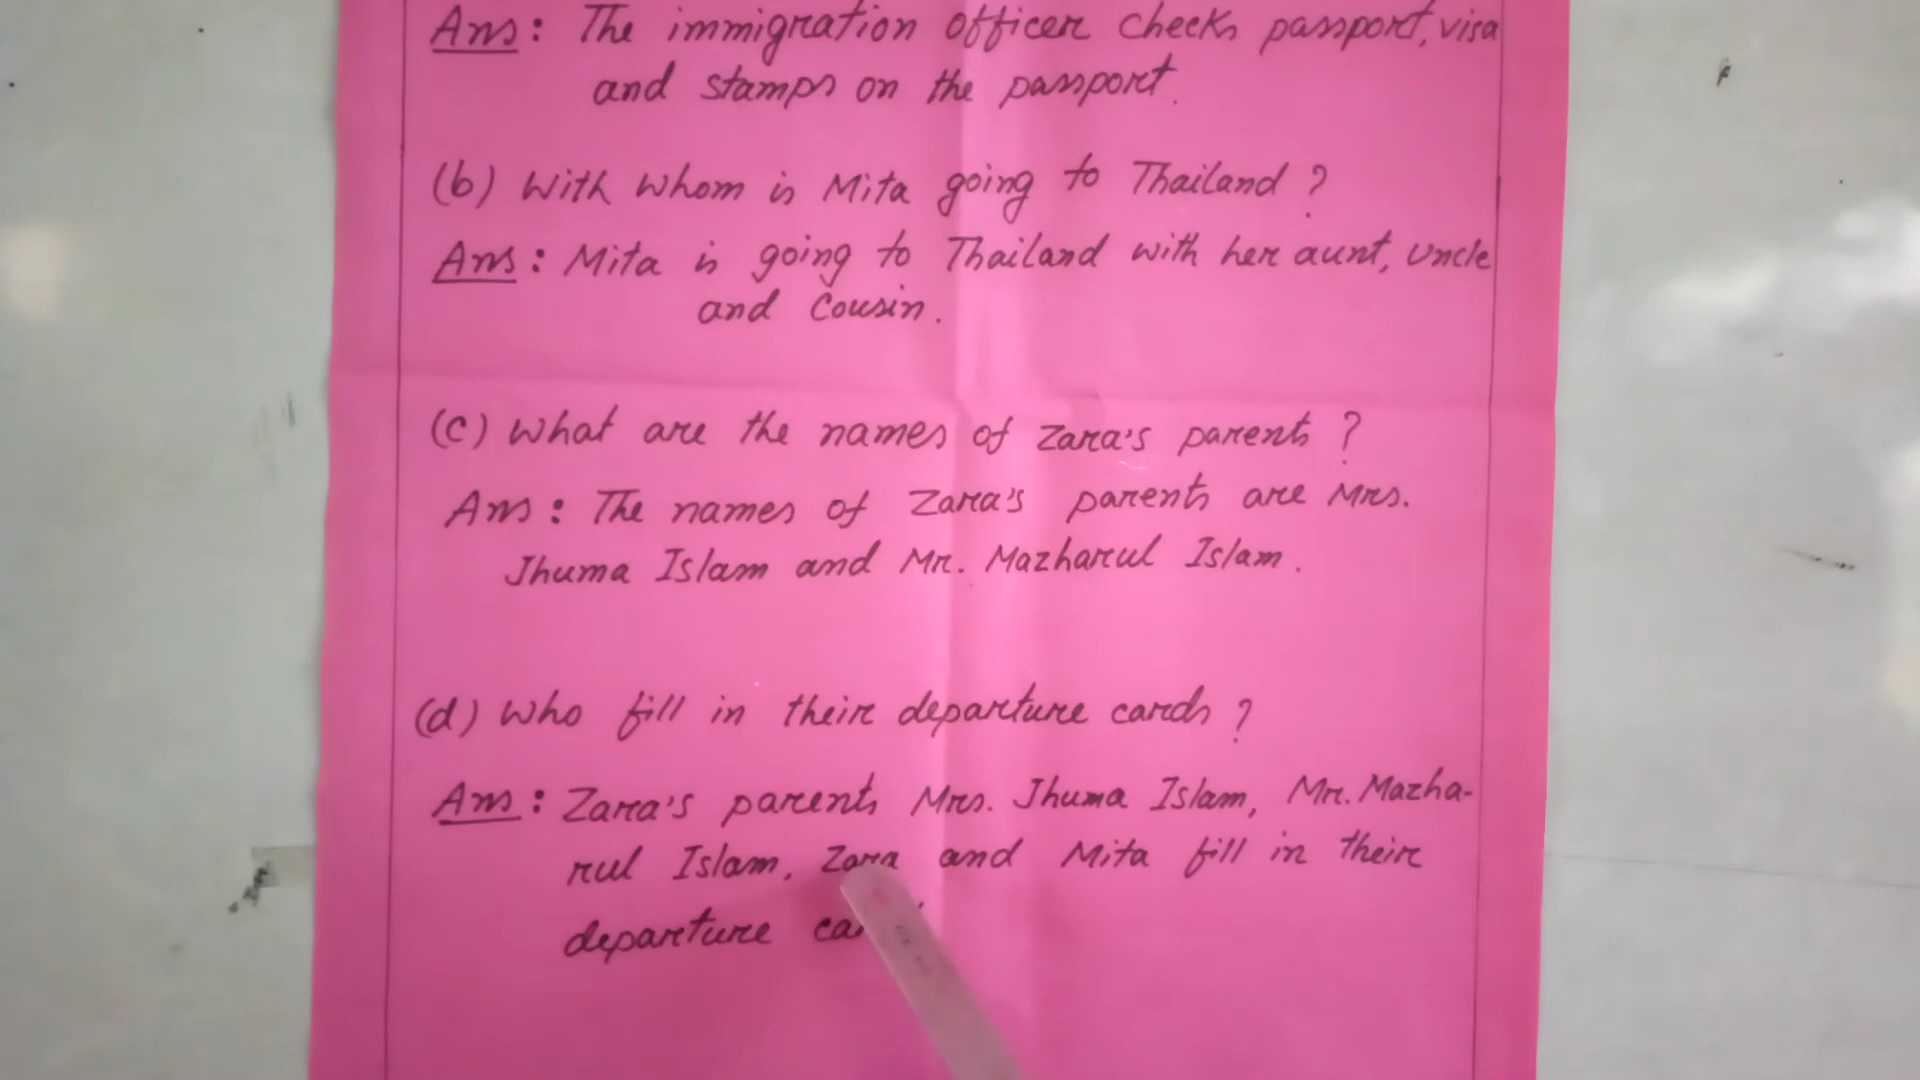 Ans: The immigration officer checks passport, visa
and stamps on the passport.
(b) With whom is Mita going to Thailand?
Ans: Mita is going to Thailand with her aunt, uncle
and Cousin.
(c) What are the names of Zara's parents?
Ans: The names of Zara's parents are Mrs.
Jhuma Islam and Mr. Mazharul Islam.
(d) Who fill in their departure cards?
Ans: Zara's parents Mrs. Jhuma Islam, Mr. Mazha-
rul Islam, Zara and Mita fill in their
departure